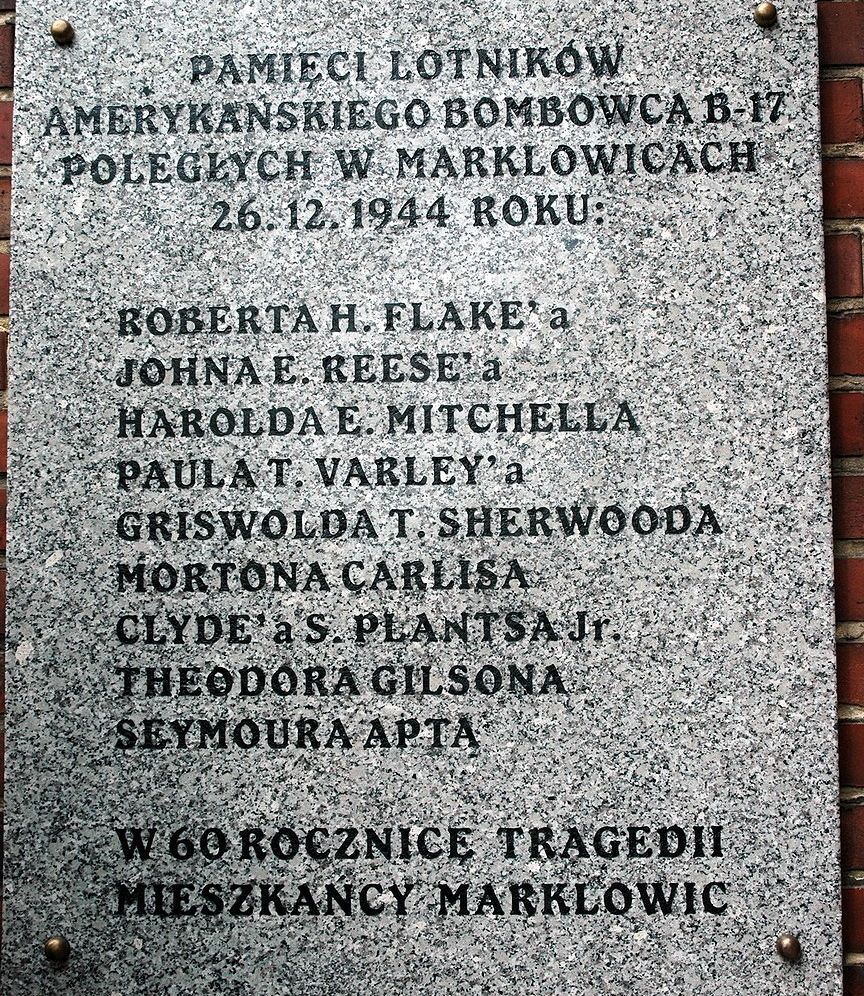 PAMIĘCI LOTNIKÓW
AMERYKAŃSKIEGO BOMBOWCA B-17
POLEGŁYCH W MARKLOWICACH
26.12.1944 ROKU:
ROBERTA H. FLAKE'a
JOHNA E. REESE'a
HAROLDA E. MITCHELLA
PAULA T. VARLEY'a
GRISWOLDA T. SHERWOODA
MORTONA CARLISA
CLYDE'a S. PLANTSA Jr.
THEODORA GILSONA
SEYMOURA APTA
W 60 ROCZNICĘ TRAGEDII
MIESZKAŃCY MARKLOWIC